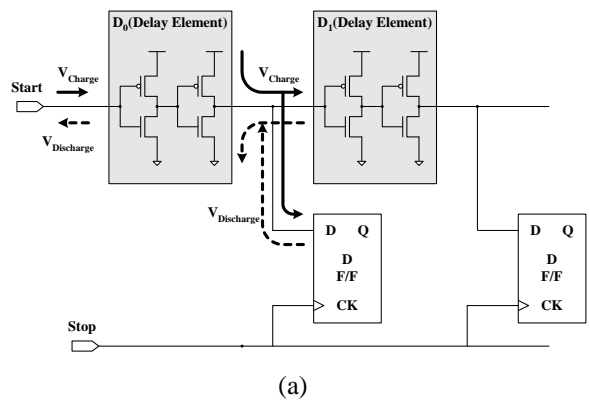 D0(Delay Element)
D1(Delay Element)
Start
VCharge
VCharge
VDischarge
VDischarge
D Q
D
F/F
CK
D Q
D
F/F
CK
Stop
(a)